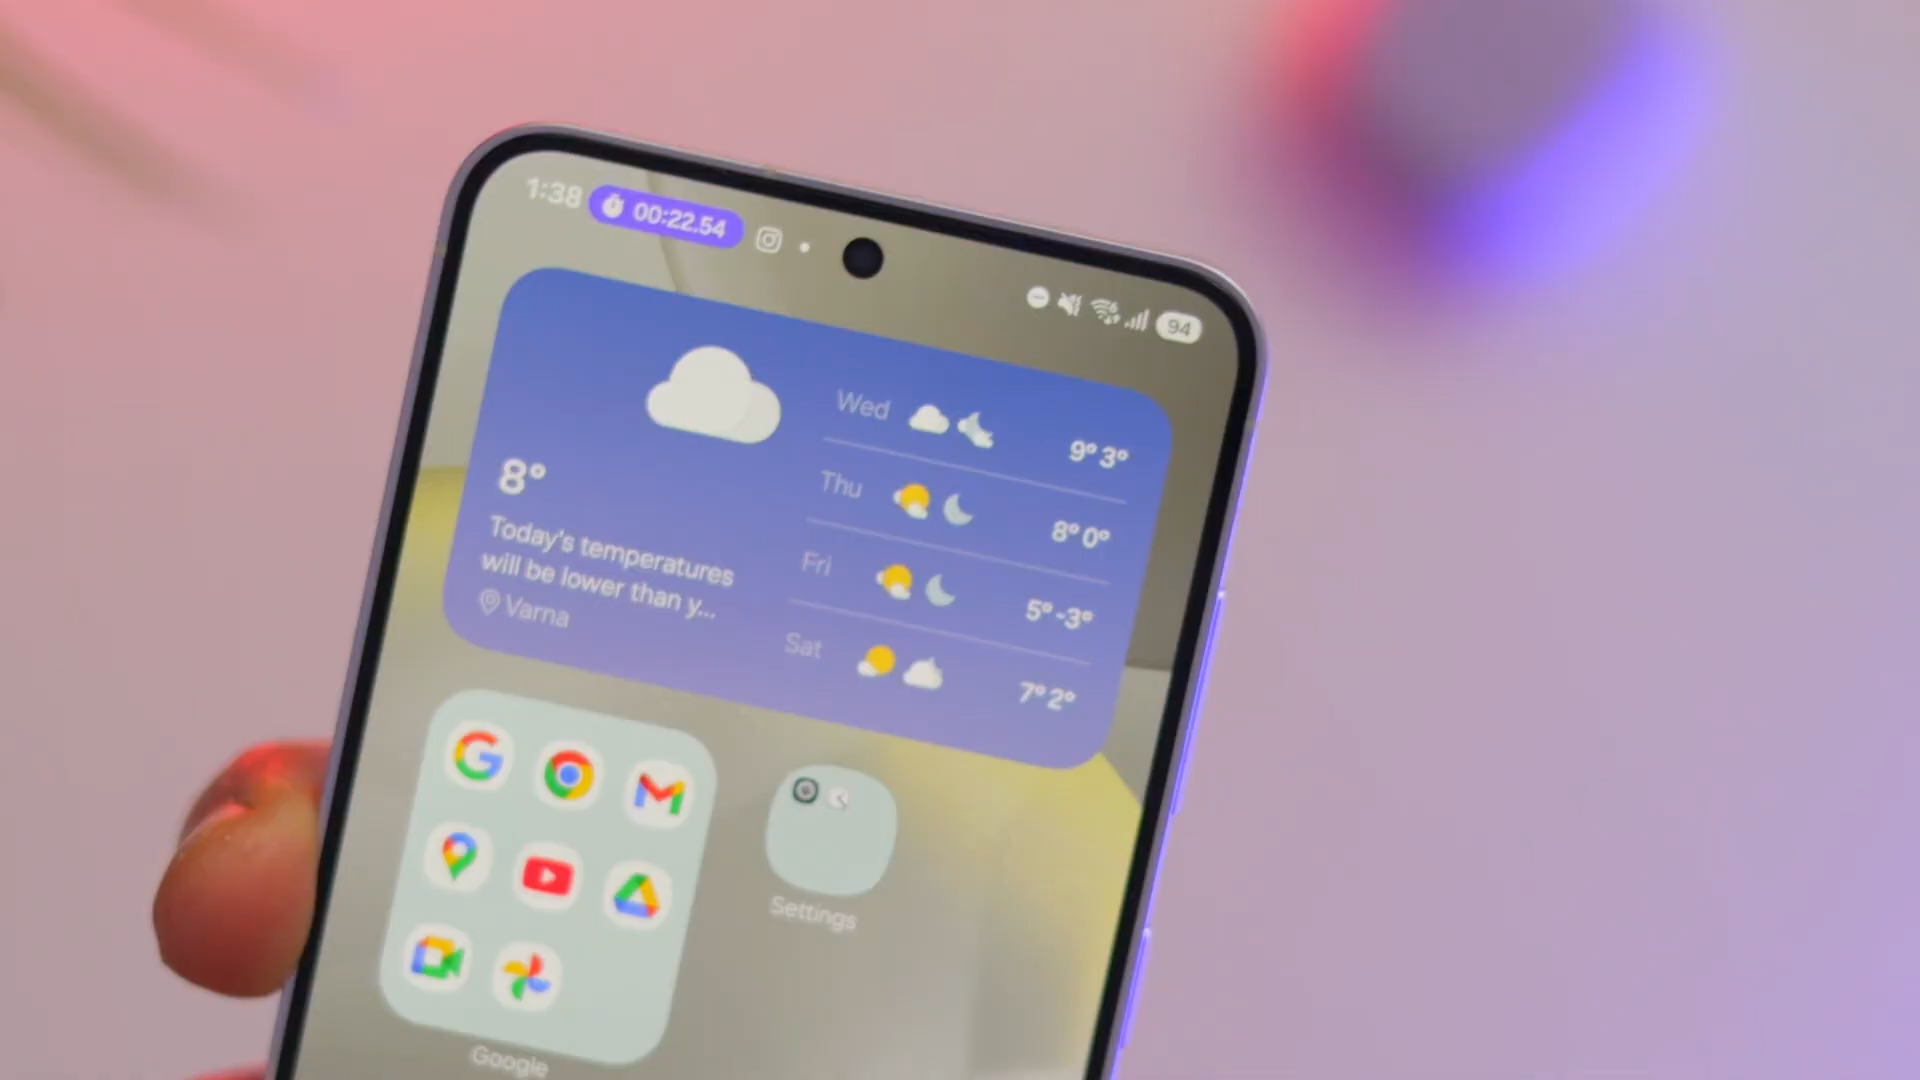 1:38 00:22.54
94
8°
Today's temperatures
will be lower than y...
Varna
Wed 9° 3°
Thu 8° 0°
Fri 5° -3°
Sat 7° 2°
Settings
Google